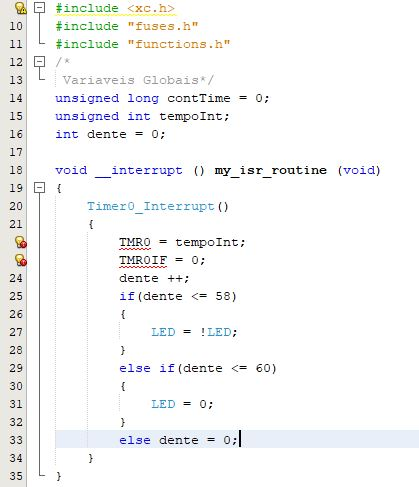 #include <xc.h>
10 #include "fuses.h"
11 #include "functions.h"
12 /*
13 Variaveis Globais*/
14 unsigned long contTime = 0;
15 unsigned int tempoInt;
16 int dente = 0;
17
18 void __interrupt () my_isr_routine (void)
19 {
20 Timer0_Interrupt()
21 {
TMR0 = tempoInt;
TMR0IF = 0;
24 dente ++;
25 if(dente <= 58)
26 {
27 LED = !LED;
28 }
29 else if(dente <= 60)
30 {
31 LED = 0;
32 }
33 else dente = 0;
34 }
35 }